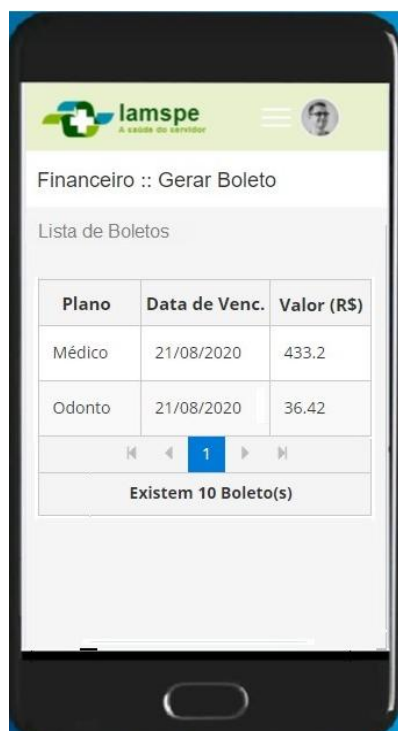 Iamspe
A saúde do servidor
Financeiro :: Gerar Boleto
Lista de Boletos
Plano Data de Venc. Valor (R$)
Médico 21/08/2020 433.2
Odonto 21/08/2020 36.42
1
Existem 10 Boleto(s)